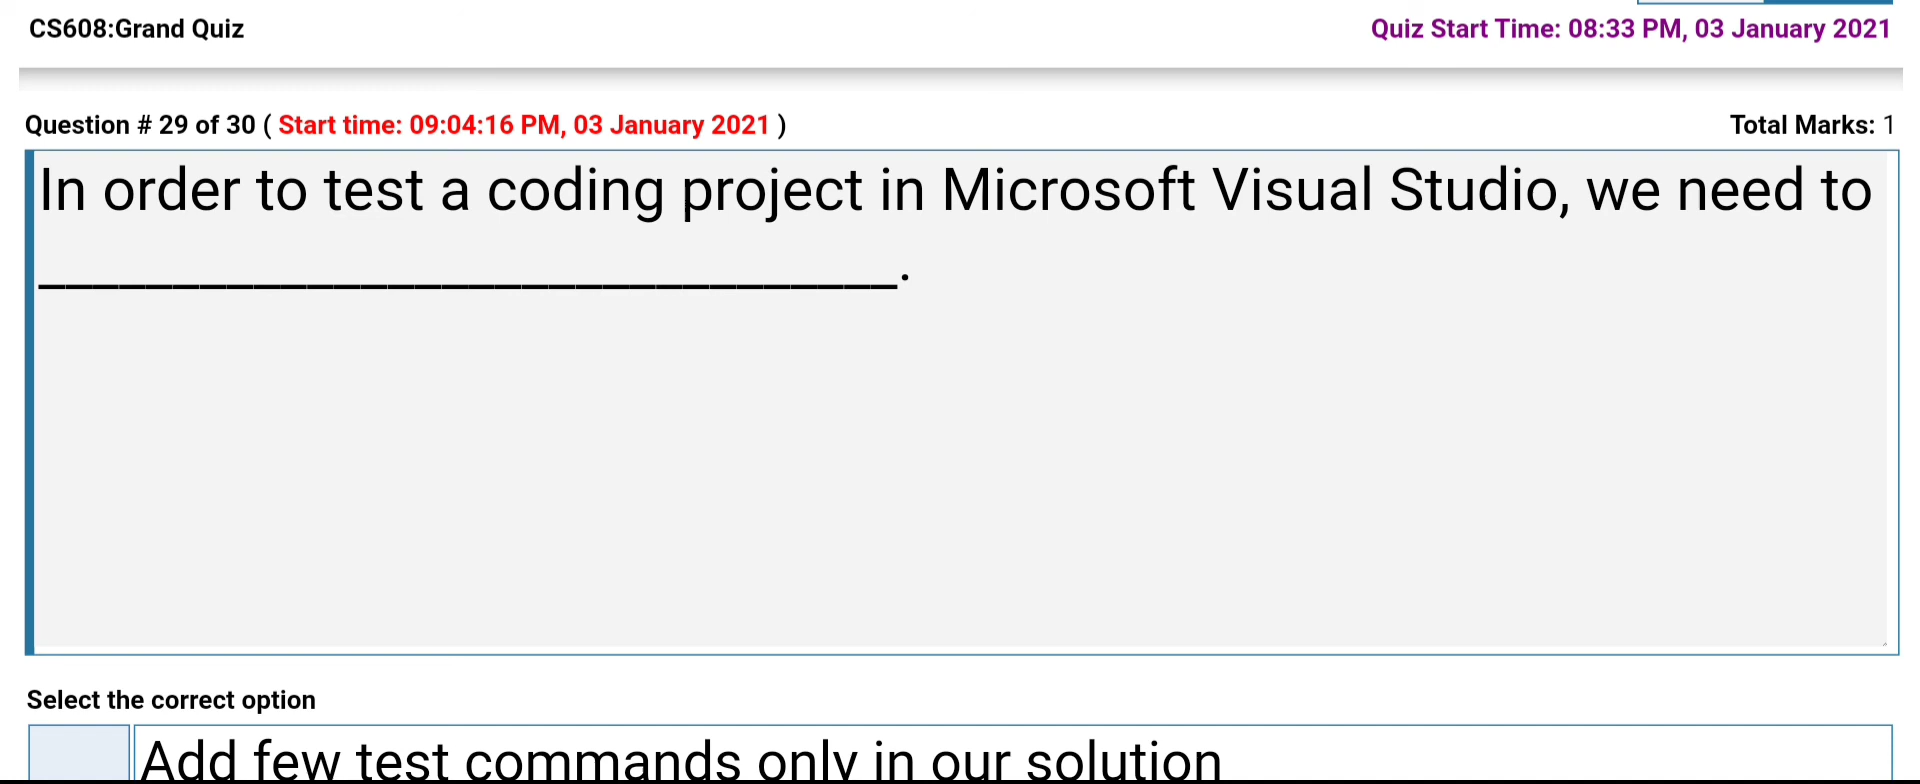 CS608:Grand Quiz
Quiz Start Time: 08:33 PM, 03 January 2021
Question # 29 of 30 ( Start time: 09:04:16 PM, 03 January 2021 )
Total Marks: 1
In order to test a coding project in Microsoft Visual Studio, we need to
________________________________.
Select the correct option
Add few test commands only in our solution